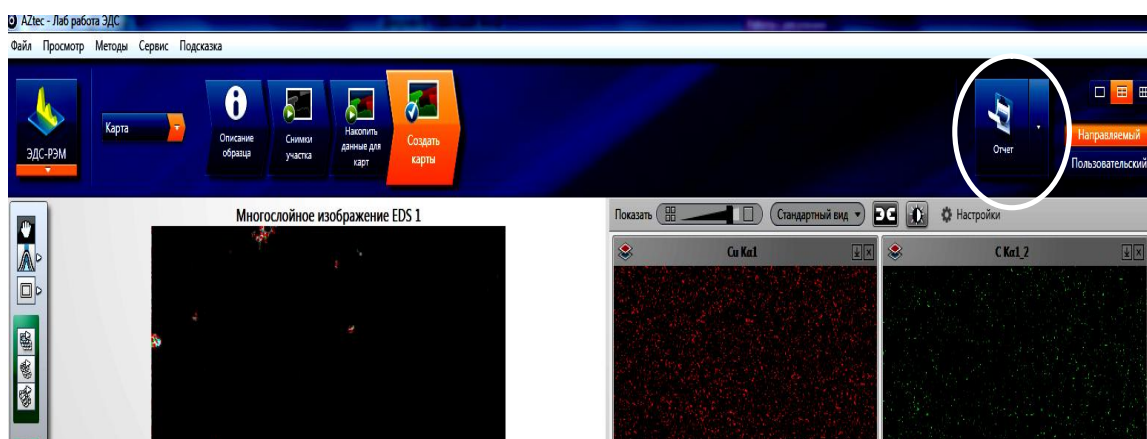 AZtec - Лаб работа ЭДС
Файл Просмотр Методы Сервис Подсказка
ЭДС-РЭМ
Карта
Описание
образца
Снимки
участка
Накопить
данные для
карт
Создать
карты
Отчет
Направляемый
Пользовательский
Многослойное изображение EDS 1
Показать
Стандартный вид
Настройки
Cu Kα1
C Kα1_2